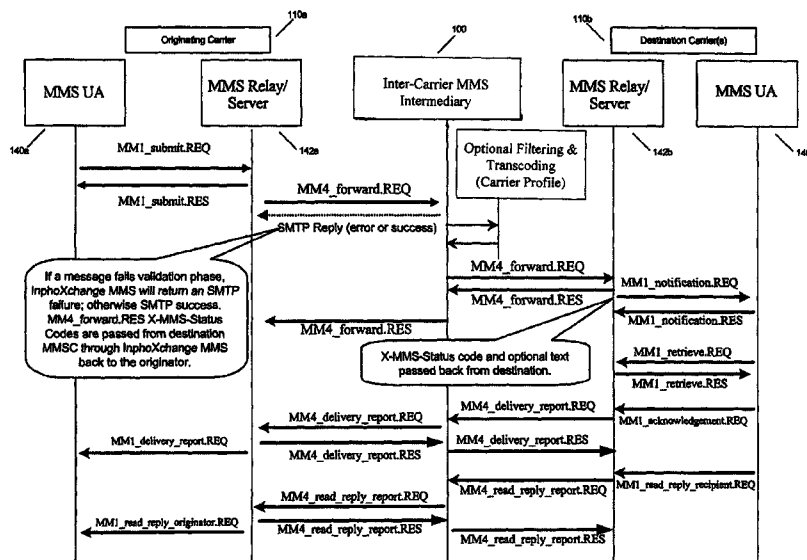 110a
100
110b
Originating Carrier
Destination Carrier(s)
MMS UA
MMS Relay/
Server
Inter-Carrier MMS
Intermediary
MMS Relay/
Server
MMS UA
140a
142a
142b
14
MM1_submit.REQ
MM1_submit.RES
MM4_forward.REQ
Optional Filtering &
Transcoding
(Carrier Profile)
SMTP Reply (error or success)
If a message fails validation phase,
InphoXchange MMS will return an SMTP
failure; otherwise SMTP success.
MM4_forward.RES X-MMS-Status
Codes are passed from destination
MMSC through InphoXchange MMS
back to the originator.
MM4_forward.REQ
MM4_forward.RES
MM1_notification.REQ
MM4_forward.RES
MM1_notification.RES
X-MMS-Status code and optional text
passed back from destination.
MM1_retrieve.REQ
MM1_retrieve.RES
MM4_delivery_report.REQ
MM4_delivery_report.REQ
MM1_acknowledgement.REQ
MM1_delivery_report.REQ
MM4_delivery_report.RES
MM4_delivery_report.RES
MM4_read_reply_report.REQ
MM1_read_reply_recipient.REQ
MM4_read_reply_report.REQ
MM1_read_reply_originator.REQ
MM4_read_reply_report.RES
MM4_read_reply_report.RES